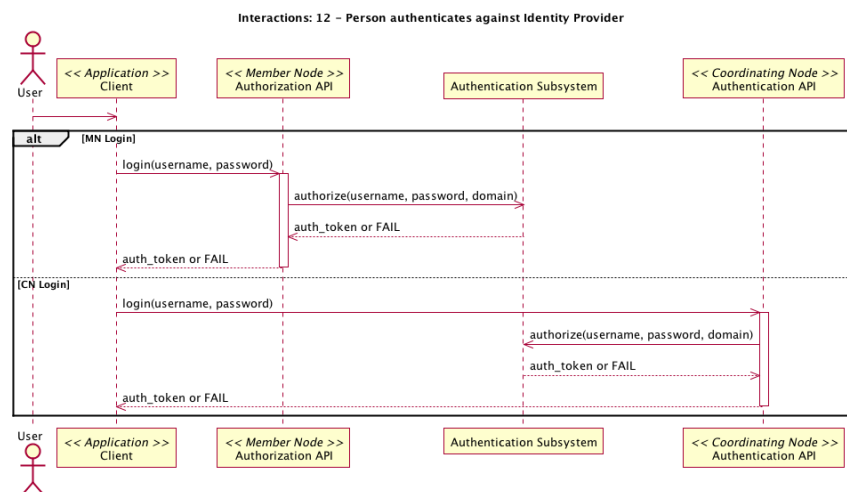 Interactions: 12 – Person authenticates against Identity Provider
User
<< Application >>
Client
<< Member Node >>
Authorization API
Authentication Subsystem
<< Coordinating Node >>
Authentication API
alt
[MN Login]
login(username, password)
authorize(username, password, domain)
auth_token or FAIL
auth_token or FAIL
[CN Login]
login(username, password)
authorize(username, password, domain)
auth_token or FAIL
auth_token or FAIL
User
<< Application >>
Client
<< Member Node >>
Authorization API
Authentication Subsystem
<< Coordinating Node >>
Authentication API